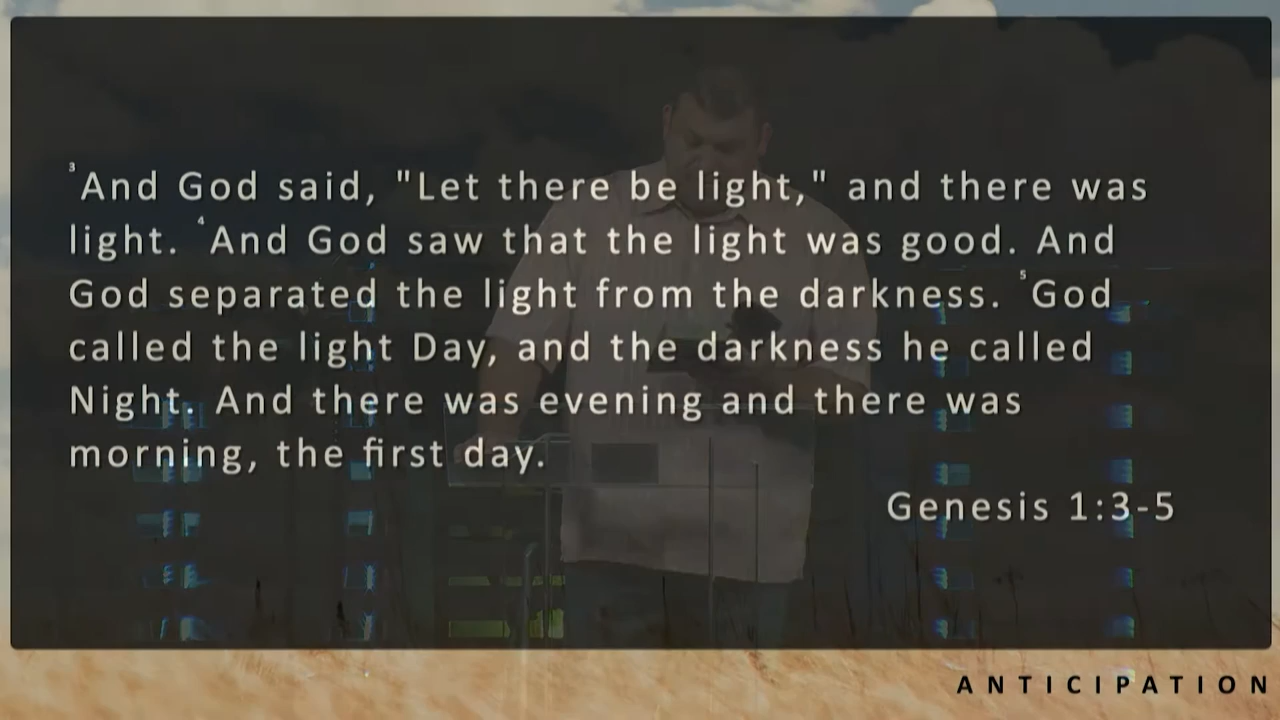 ³And God said, "Let there be light," and there was
light. ⁴And God saw that the light was good. And
God separated the light from the darkness. ⁵God
called the light Day, and the darkness he called
Night. And there was evening and there was
morning, the first day.
Genesis 1:3-5
ANTICIPATION